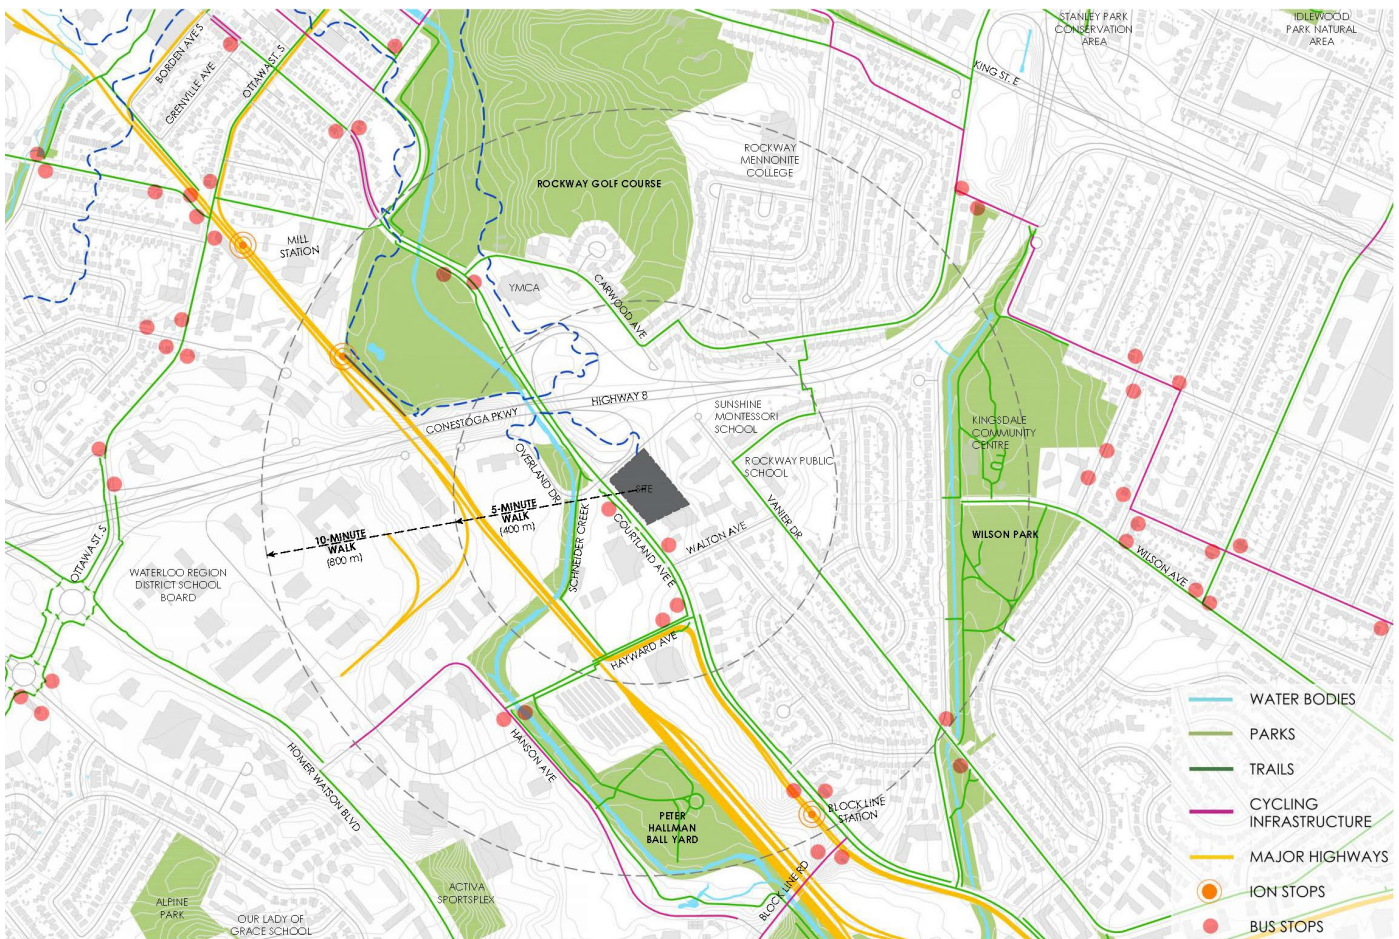 STANLEY PARK
CONSERVATION
AREA
IDLEWOOD
PARK NATURAL
AREA
BORDEN AVE S
GRENVILLE AVE
OTTAWA ST. S
KING ST. E
ROCKWAY
MENNONITE
COLLEGE
ROCKWAY GOLF COURSE
MILL
STATION
YMCA
CARWOOD AVE
HIGHWAY 8
CONESTOGA PKWY
SUNSHINE
MONTESSORI
SCHOOL
KINGSDALE
COMMUNITY
CENTRE
OVERLAND DR
ROCKWAY PUBLIC
SCHOOL
SITE
5-MINUTE
WALK
(400 m)
VANIER DR
COURTLAND AVE E
WALTON AVE
SCHNEIDER CREEK
10-MINUTE
WALK
(800 m)
WILSON PARK
WILSON AVE
OTTAWA ST. S
WATERLOO REGION
DISTRICT SCHOOL
BOARD
HAYWARD AVE
HANSON AVE
HOMER WATSON BLVD
BLOCK LINE
STATION
PETER
HALLMAN
BALL YARD
BLOCK LINE RD
ACTIVA
SPORTSPLEX
ALPINE
PARK
OUR LADY OF
GRACE SCHOOL
WATER BODIES
PARKS
TRAILS
CYCLING
INFRASTRUCTURE
MAJOR HIGHWAYS
ION STOPS
BUS STOPS